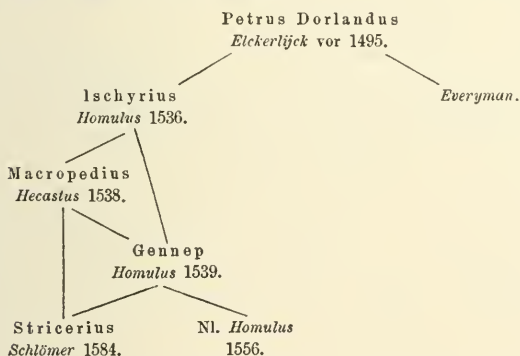 Petrus Dorlandus
Elckerlijck vor 1495.
Ischyrius
Homulus 1536.
Everyman.
Macropedius
Hecastus 1538.
Gennep
Homulus 1539.
Stricerius
Schlömer 1584.
Nl. Homulus
1556.